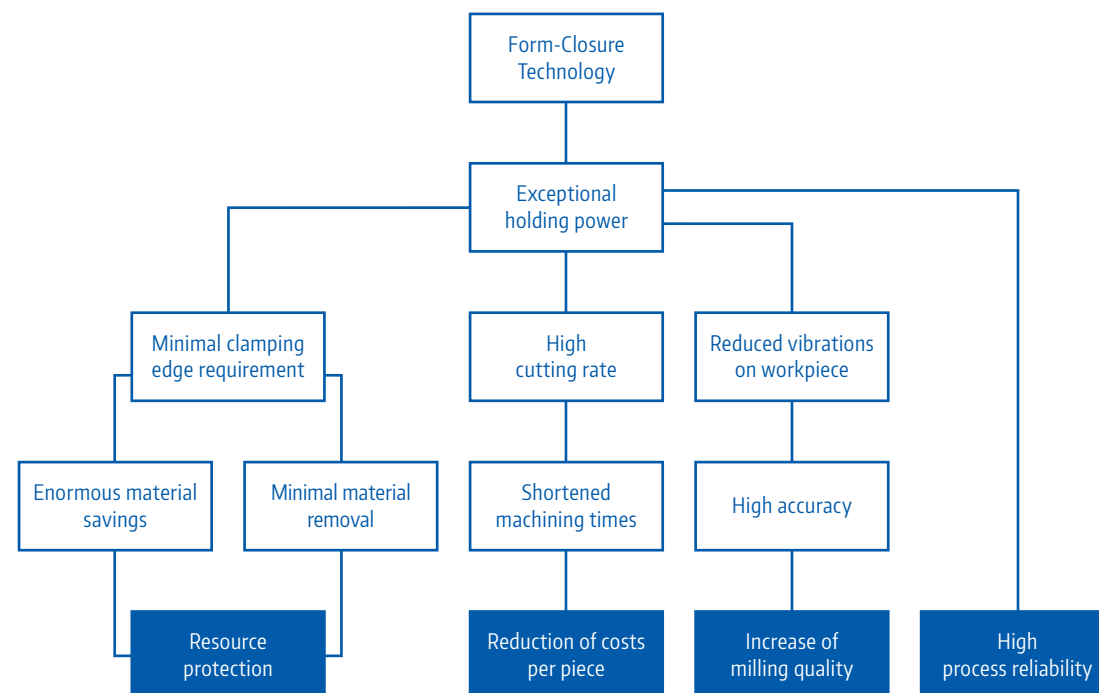 Form-Closure
Technology
Exceptional
holding power
Minimal clamping
edge requirement
High
cutting rate
Reduced vibrations
on workpiece
Enormous material
savings
Minimal material
removal
Shortened
machining times
High accuracy
Resource
protection
Reduction of costs
per piece
Increase of
milling quality
High
process reliability